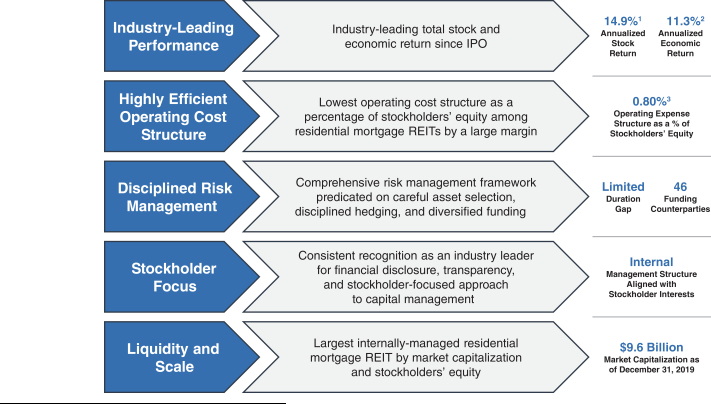 Industry-Leading
Performance
Industry-leading total stock and
economic return since IPO
14.9%¹
Annualized
Stock
Return
11.3%²
Annualized
Economic
Return
Highly Efficient
Operating Cost
Structure
Lowest operating cost structure as a
percentage of stockholders’ equity among
residential mortgage REITs by a large margin
0.80%³
Operating Expense
Structure as a % of
Stockholders’ Equity
Disciplined Risk
Management
Comprehensive risk management framework
predicated on careful asset selection,
disciplined hedging, and diversified funding
Limited
Duration
Gap
46
Funding
Counterparties
Stockholder
Focus
Consistent recognition as an industry leader
for financial disclosure, transparency,
and stockholder-focused approach
to capital management
Internal
Management Structure
Aligned with
Stockholder Interests
Liquidity and
Scale
Largest internally-managed residential
mortgage REIT by market capitalization
and stockholders’ equity
$9.6 Billion
Market Capitalization as
of December 31, 2019